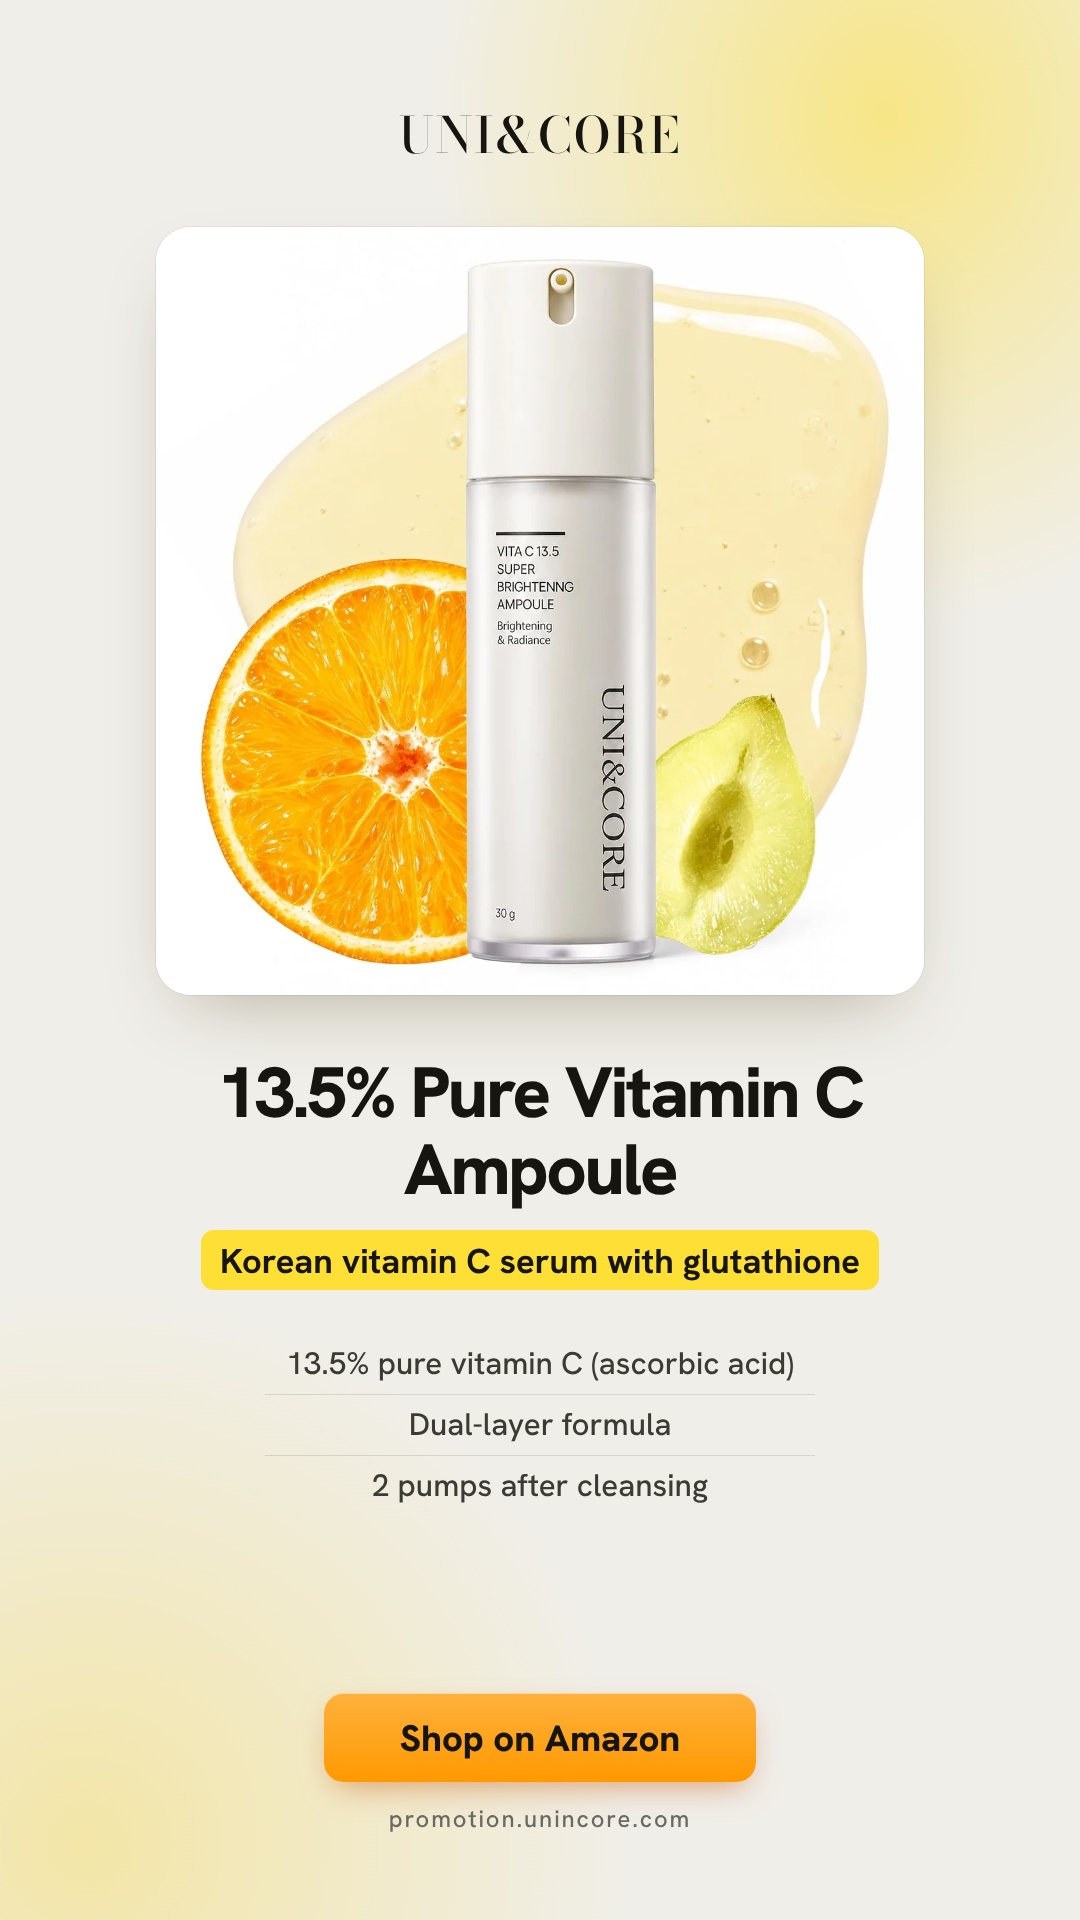 UNI&CORE
VITA C 13.5
SUPER
BRIGHTENNG
AMPOULE
Brightening
& Radiance
UNI&CORE
30 g
13.5% Pure Vitamin C
Ampoule
Korean vitamin C serum with glutathione
13.5% pure vitamin C (ascorbic acid)
Dual-layer formula
2 pumps after cleansing
Shop on Amazon
promotion.unincore.com